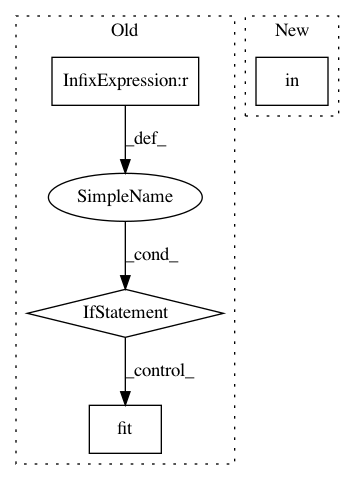 Old
New
InfixExpression:r
in
_def_
SimpleName
_cond_
IfStatement
_control_
fit